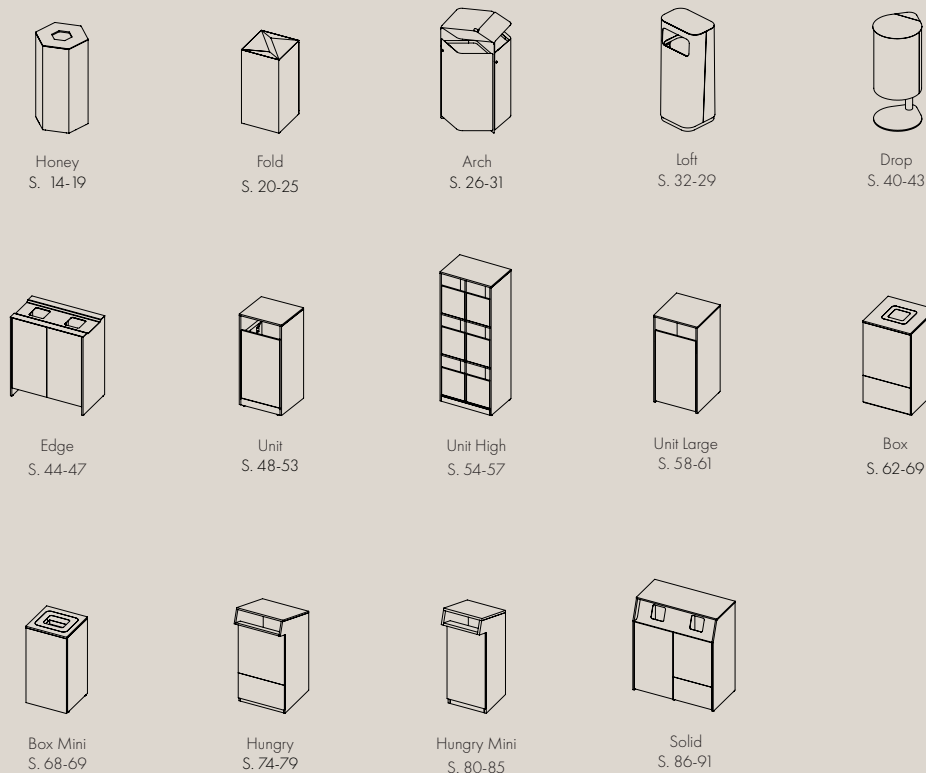 Honey
S. 14-19
Fold
S. 20-25
Arch
S. 26-31
Loft
S. 32-29
Drop
S. 40-43
Edge
S. 44-47
Unit
S. 48-53
Unit High
S. 54-57
Unit Large
S. 58-61
Box
S. 62-69
Box Mini
S. 68-69
Hungry
S. 74-79
Hungry Mini
S. 80-85
Solid
S. 86-91